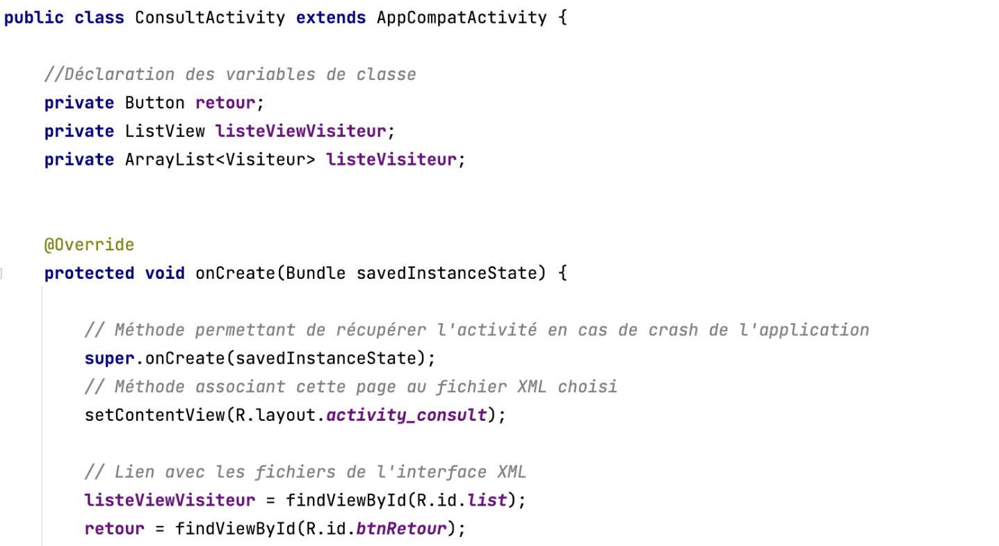 public class ConsultActivity extends AppCompatActivity {
//Déclaration des variables de classe
private Button retour;
private ListView listeViewVisiteur;
private ArrayList<Visiteur> listeVisiteur;
@Override
protected void onCreate(Bundle savedInstanceState) {
// Méthode permettant de récupérer l'activité en cas de crash de l'application
super.onCreate(savedInstanceState);
// Méthode associant cette page au fichier XML choisi
setContentView(R.layout.activity_consult);
// Lien avec les fichiers de l'interface XML
listeViewVisiteur = findViewById(R.id.list);
retour = findViewById(R.id.btnRetour);